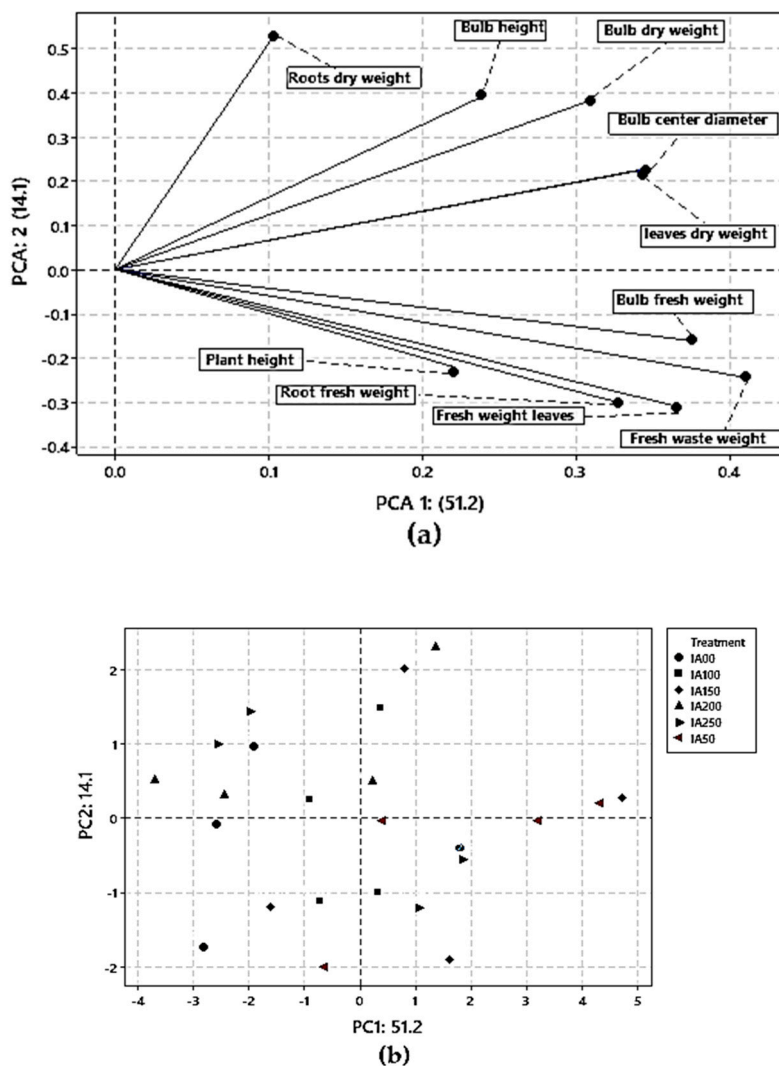 Bulb height
Bulb dry weight
Roots dry weight
Bulb center diameter
leaves dry weight
Bulb fresh weight
Plant height
Root fresh weight
Fresh weight leaves
Fresh waste weight
PCA: 2 (14.1)
0.5
0.4
0.3
0.2
0.1
0.0
-0.1
-0.2
-0.3
-0.4
0.0 0.1 0.2 0.3 0.4
PCA 1: (51.2)
(a)
Treatment
IA00
IA100
IA150
IA200
IA250
IA50
PC2: 14.1
2
1
0
-1
-2
-4 -3 -2 -1 0 1 2 3 4 5
PC1: 51.2
(b)